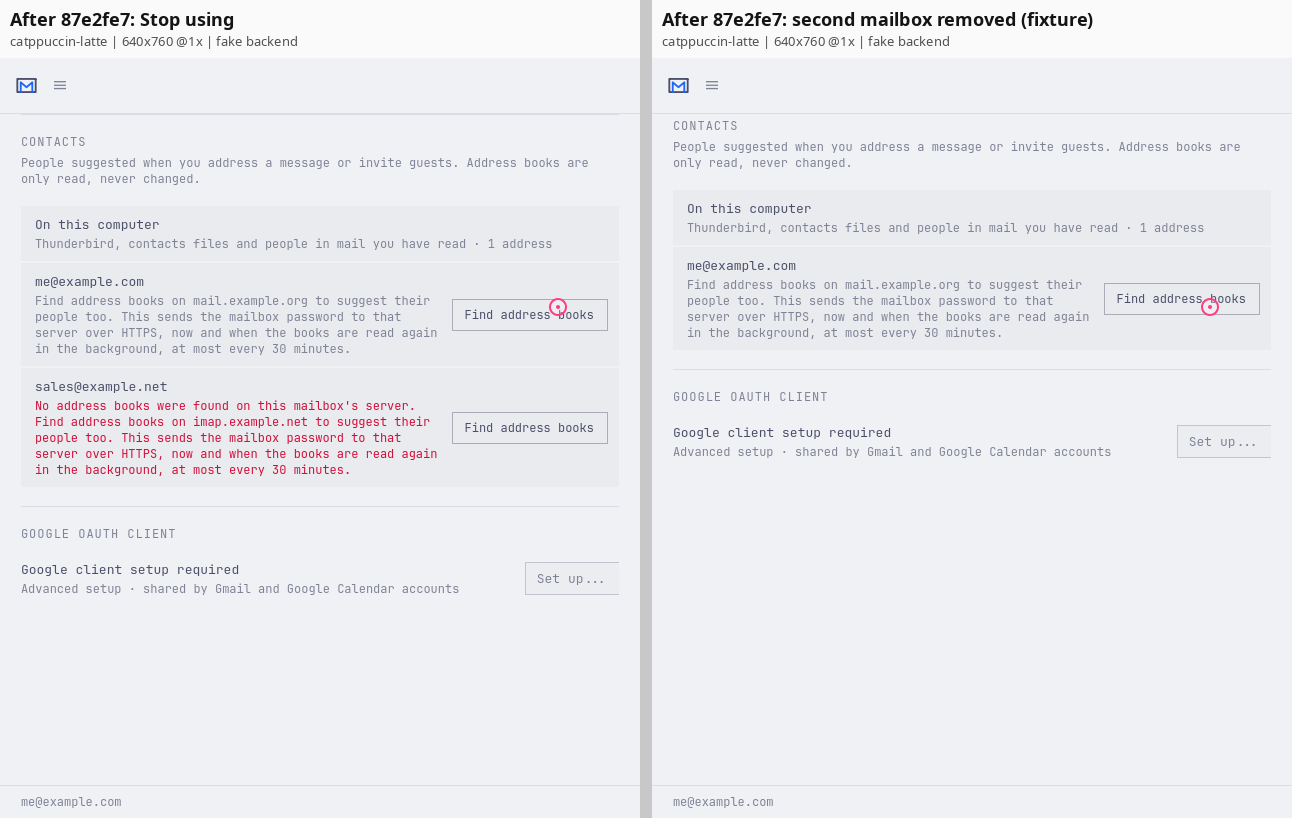 After 87e2fe7: Stop using
catppuccin-latte | 640x760 @1x | fake backend
CONTACTS
People suggested when you address a message or invite guests. Address books are
only read, never changed.
On this computer
Thunderbird, contacts files and people in mail you have read · 1 address
me@example.com
Find address books on mail.example.org to suggest their
people too. This sends the mailbox password to that
server over HTTPS, now and when the books are read again
in the background, at most every 30 minutes.
Find address books
sales@example.net
No address books were found on this mailbox's server.
Find address books on imap.example.net to suggest their
people too. This sends the mailbox password to that
server over HTTPS, now and when the books are read again
in the background, at most every 30 minutes.
Find address books
GOOGLE OAUTH CLIENT
Google client setup required
Advanced setup · shared by Gmail and Google Calendar accounts
Set up...
me@example.com
After 87e2fe7: second mailbox removed (fixture)
catppuccin-latte | 640x760 @1x | fake backend
CONTACTS
People suggested when you address a message or invite guests. Address books are
only read, never changed.
On this computer
Thunderbird, contacts files and people in mail you have read · 1 address
me@example.com
Find address books on mail.example.org to suggest their
people too. This sends the mailbox password to that
server over HTTPS, now and when the books are read again
in the background, at most every 30 minutes.
Find address books
GOOGLE OAUTH CLIENT
Google client setup required
Advanced setup · shared by Gmail and Google Calendar accounts
Set up...
me@example.com